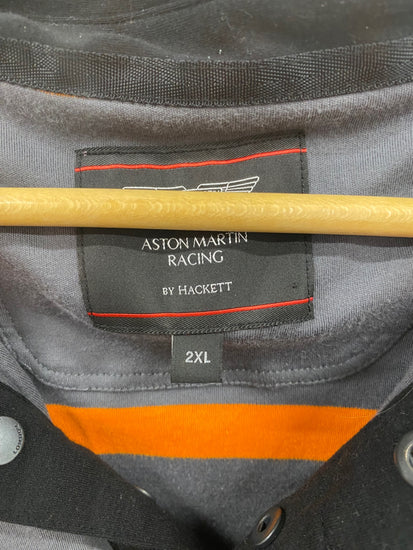 ASTON MARTIN
RACING
BY HACKETT
2XL